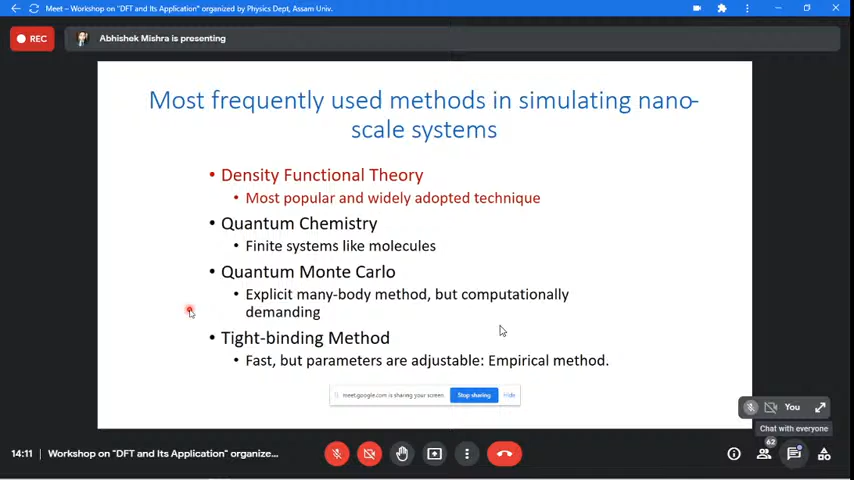 Meet – Workshop on "DFT and Its Application" organized by Physics Dept, Assam Univ.
REC
Abhishek Mishra is presenting
Most frequently used methods in simulating nano-
scale systems
• Density Functional Theory
• Most popular and widely adopted technique
• Quantum Chemistry
• Finite systems like molecules
• Quantum Monte Carlo
• Explicit many-body method, but computationally
demanding
• Tight-binding Method
• Fast, but parameters are adjustable: Empirical method.
meet.google.com is sharing your screen.
Stop sharing
Hide
You
Chat with everyone
62
14:11 | Workshop on "DFT and Its Application" organize...